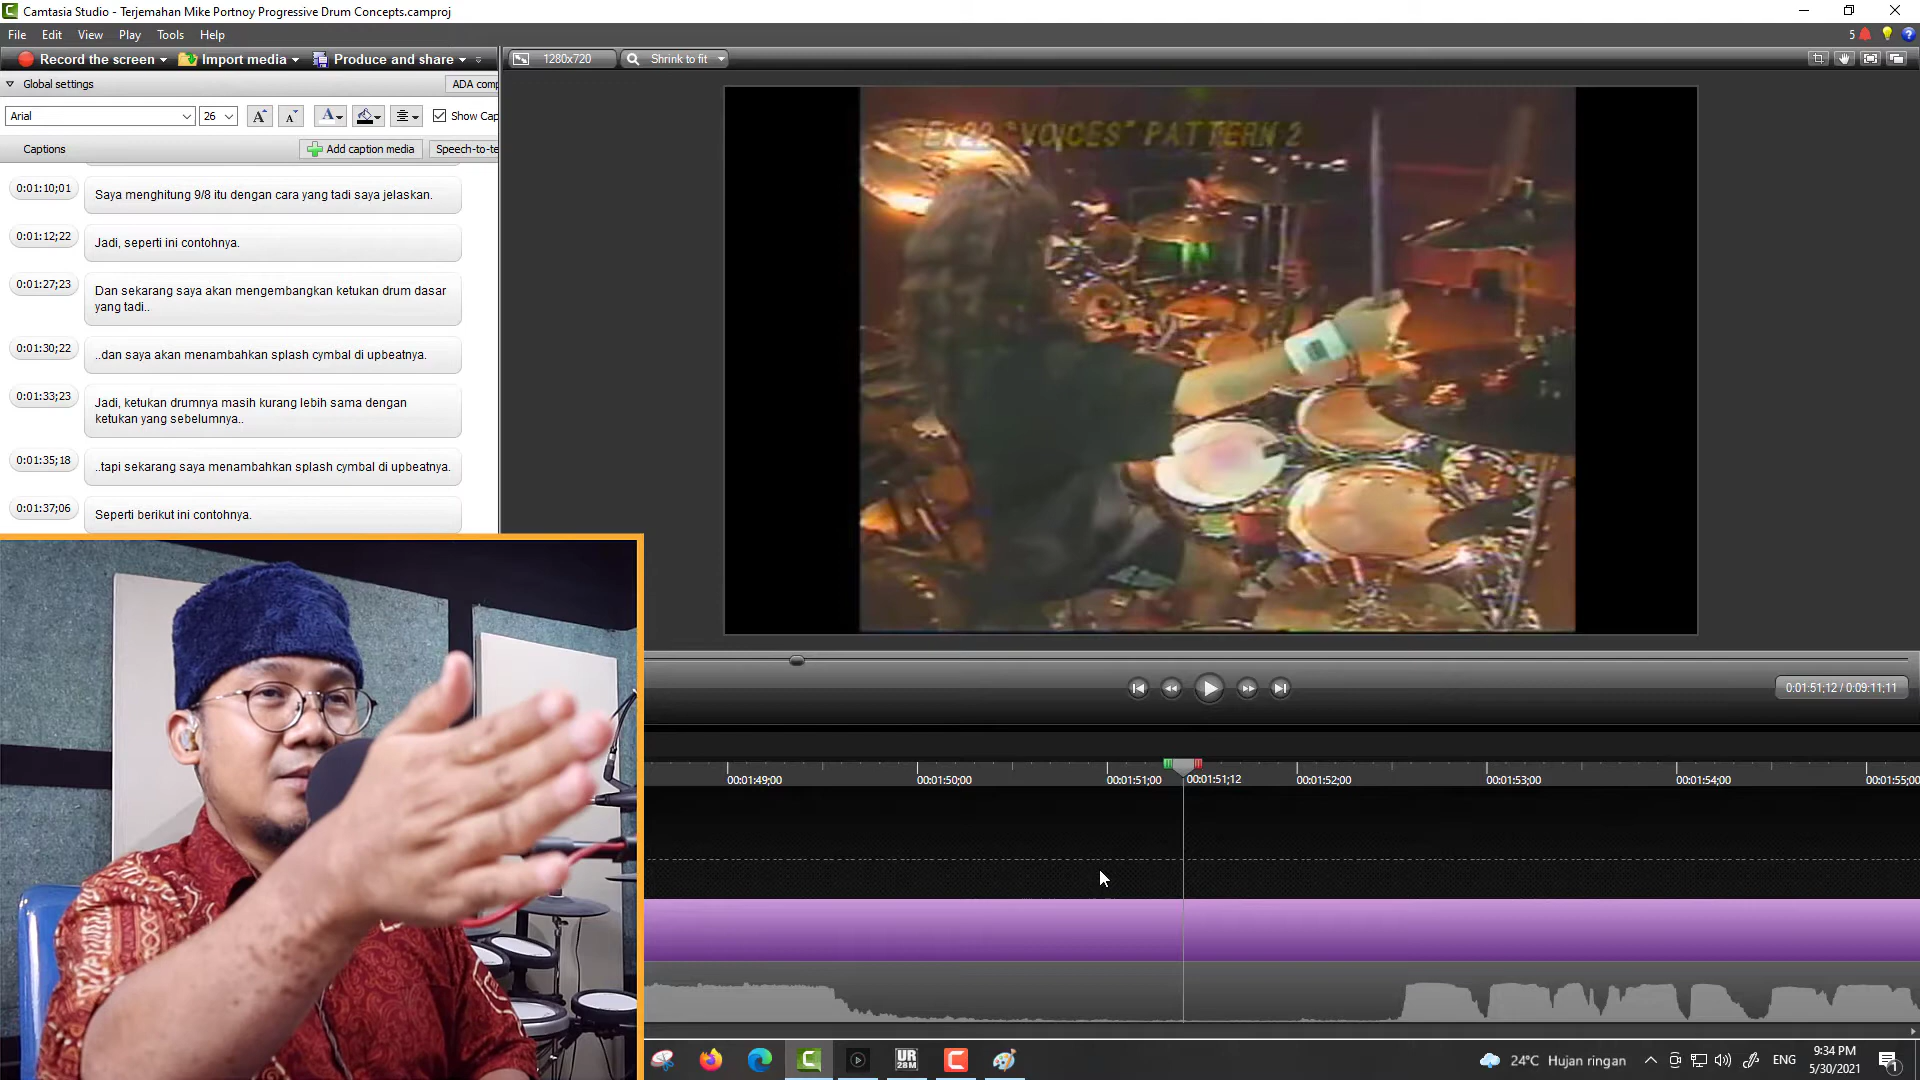 Camtasia Studio - Terjemahan Mike Portnoy Progressive Drum Concepts.camproj
File Edit View Play Tools Help
5
Record the screen Import media Produce and share
1280x720 Shrink to fit
Global settings ADA comp
Arial 26 Show Cap
Captions Add caption media Speech-to-te
0:01:10;01 Saya menghitung 9/8 itu dengan cara yang tadi saya jelaskan.
0:01:12;22 Jadi, seperti ini contohnya.
0:01:27;23 Dan sekarang saya akan mengembangkan ketukan drum dasar
yang tadi..
0:01:30;22 ..dan saya akan menambahkan splash cymbal di upbeatnya.
0:01:33;23 Jadi, ketukan drumnya masih kurang lebih sama dengan
ketukan yang sebelumnya..
0:01:35;18 ..tapi sekarang saya menambahkan splash cymbal di upbeatnya.
0:01:37;06 Seperti berikut ini contohnya.
EX22 "VOICES" PATTERN 2
0:01:51;12 / 0:09:11;11
00:01:49;00 00:01:50;00 00:01:51;00 00:01:51;12 00:01:52;00 00:01:53;00 00:01:54;00 00:01:55;00
UR
28M
24°C Hujan ringan ENG 9:34 PM
5/30/2021
1